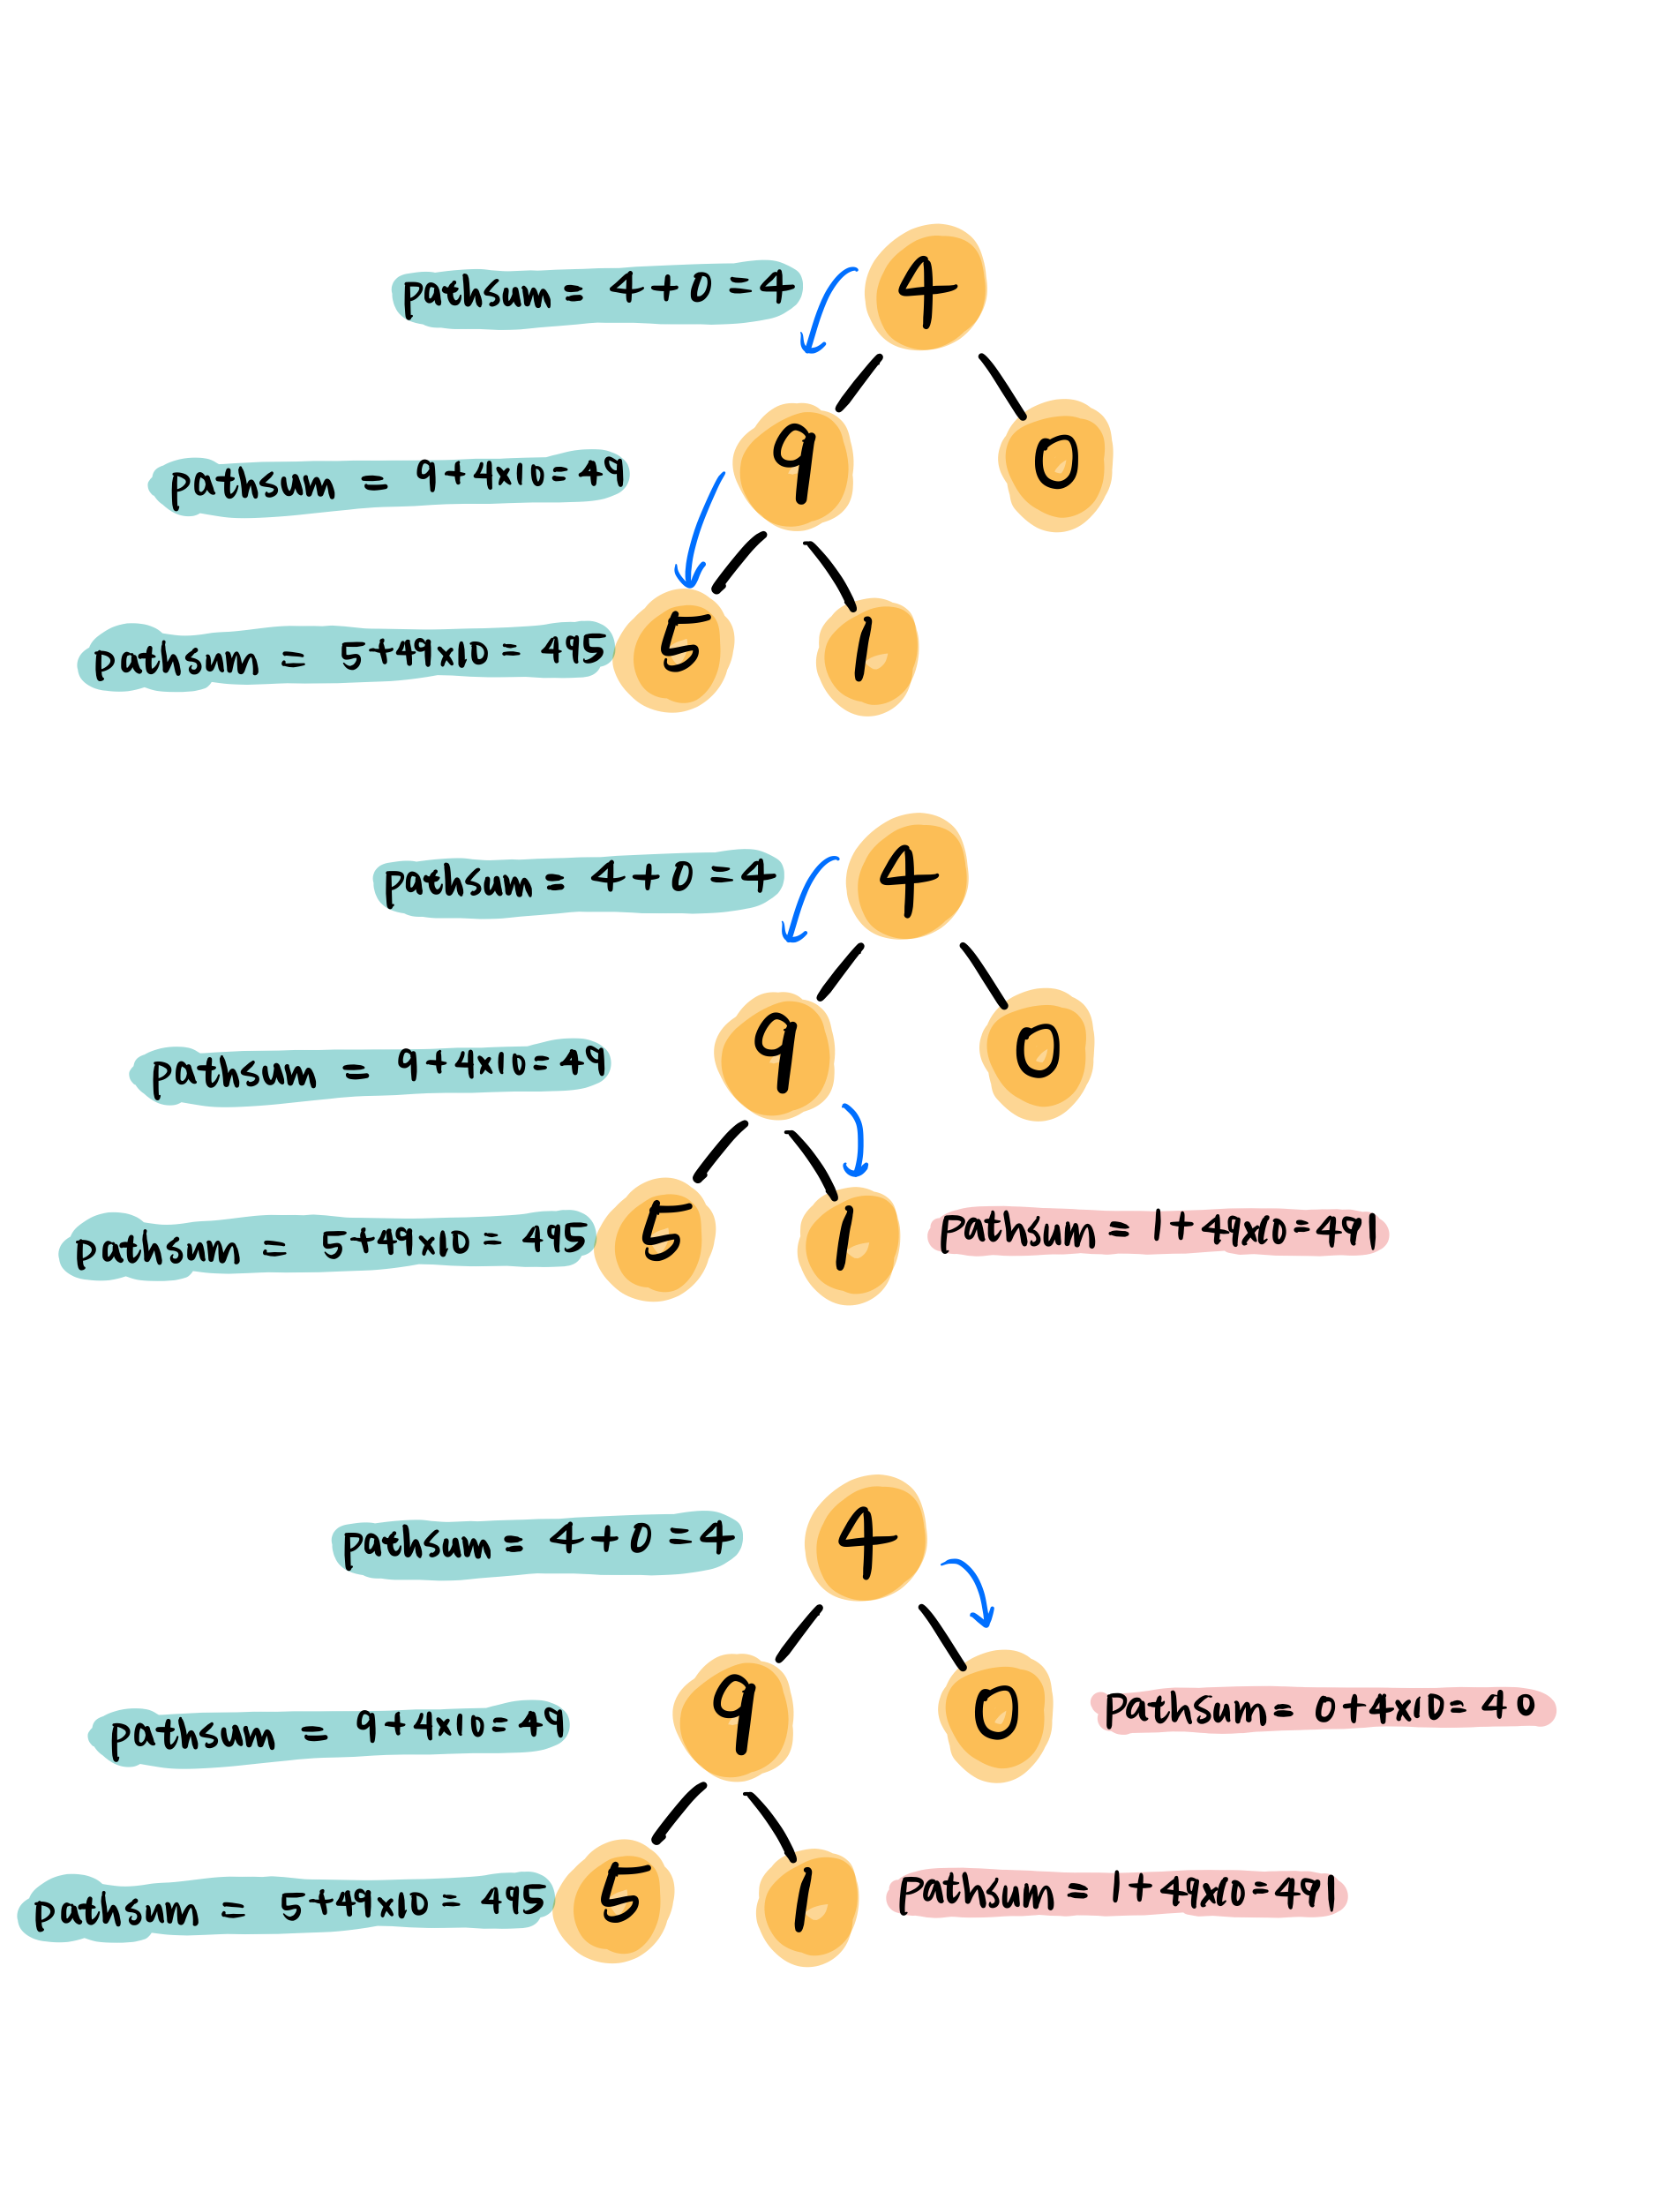 4
pathsum = 4+0=4
9
0
pathsum = 9+4x10=49
5
1
pathsum = 5+49x10= 495
4
pathsum = 4+0=4
9
0
pathsum = 9+4x10=49
5
1
pathsum = 5+49x10= 495
pathsum = 1+49x10=491
4
pathsum = 4+0=4
9
0
pathsum = 0+4x10= 40
pathsum = 9+4x10=49
5
1
pathsum = 5+49x10= 495
pathsum = 1+49x10=491